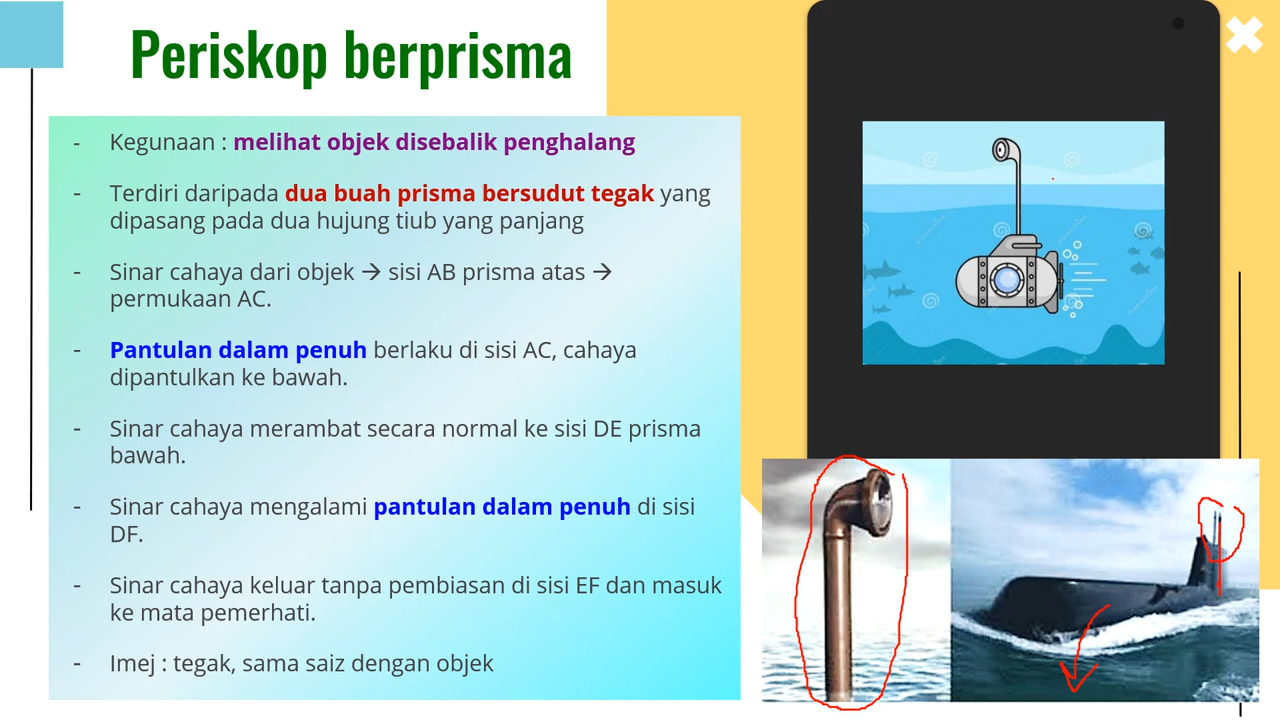 Periskop berprisma
- Kegunaan : melihat objek disebalik penghalang
- Terdiri daripada dua buah prisma bersudut tegak yang
dipasang pada dua hujung tiub yang panjang
- Sinar cahaya dari objek → sisi AB prisma atas →
permukaan AC.
- Pantulan dalam penuh berlaku di sisi AC, cahaya
dipantulkan ke bawah.
- Sinar cahaya merambat secara normal ke sisi DE prisma
bawah.
- Sinar cahaya mengalami pantulan dalam penuh di sisi
DF.
- Sinar cahaya keluar tanpa pembiasan di sisi EF dan masuk
ke mata pemerhati.
- Imej : tegak, sama saiz dengan objek